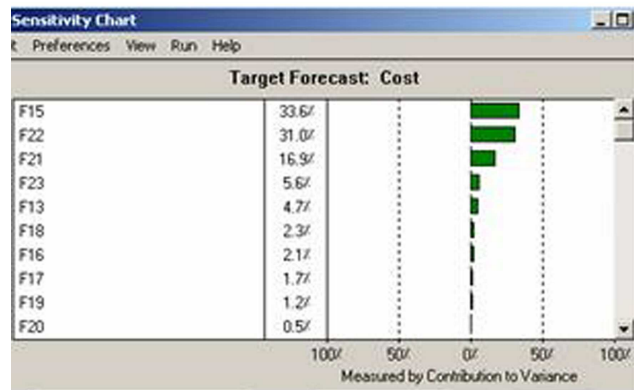 Sensitivity Chart
t Preferences View Run Help
Target Forecast: Cost
F15 33.6%
F22 31.0%
F21 16.9%
F23 5.6%
F13 4.7%
F18 2.3%
F16 2.1%
F17 1.7%
F19 1.2%
F20 0.5%
100% 50% 0% 50% 100%
Measured by Contribution to Variance